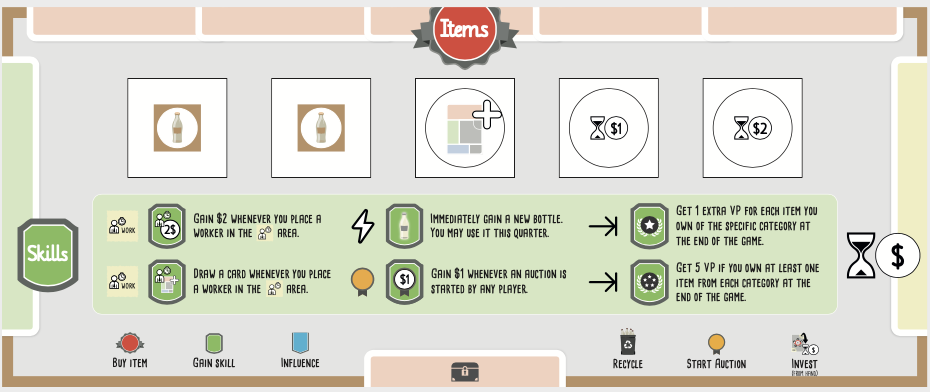 Items
$1
$2
Skills
WORK
2$
GAIN $2 WHENEVER YOU PLACE A
WORKER IN THE AREA.
IMMEDIATELY GAIN A NEW BOTTLE.
YOU MAY USE IT THIS QUARTER.
GET 1 EXTRA VP FOR EACH ITEM YOU
OWN OF THE SPECIFIC CATEGORY AT
THE END OF THE GAME.
WORK
DRAW A CARD WHENEVER YOU PLACE
A WORKER IN THE AREA.
$1
GAIN $1 WHENEVER AN AUCTION IS
STARTED BY ANY PLAYER.
GET 5 VP IF YOU OWN AT LEAST ONE
ITEM FROM EACH CATEGORY AT THE
END OF THE GAME.
$
BUY ITEM
GAIN SKILL
INFLUENCE
RECYCLE
START AUCTION
$
INVEST
(FROM HAND)